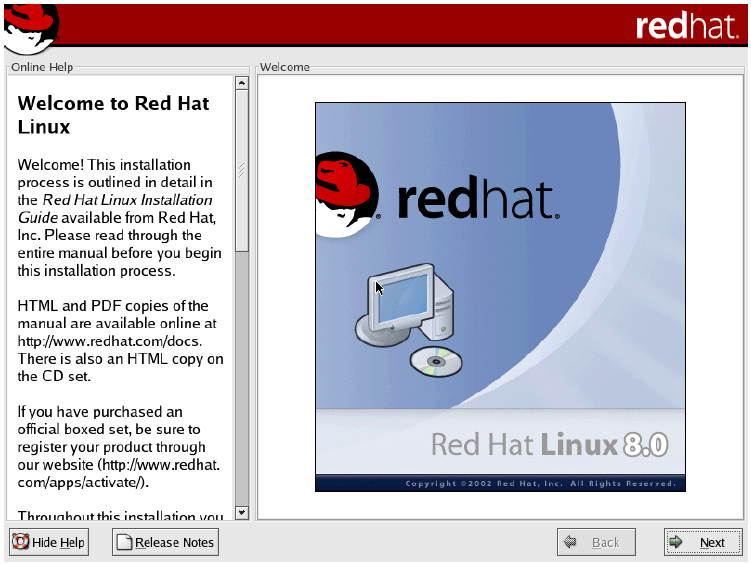 redhat.
Online Help
Welcome to Red Hat
Linux
Welcome! This installation
process is outlined in detail in
the Red Hat Linux Installation
Guide available from Red Hat,
Inc. Please read through the
entire manual before you begin
this installation process.
HTML and PDF copies of the
manual are available online at
http://www.redhat.com/docs.
There is also an HTML copy on
the CD set.
If you have purchased an
official boxed set, be sure to
register your product through
our website (http://www.redhat.
com/apps/activate/).
Throughout this installation you
Welcome
redhat.
®
Red Hat Linux 8.0
Copyright ©2002 Red Hat, Inc. All Rights Reserved.
Hide Help
Release Notes
Back
Next